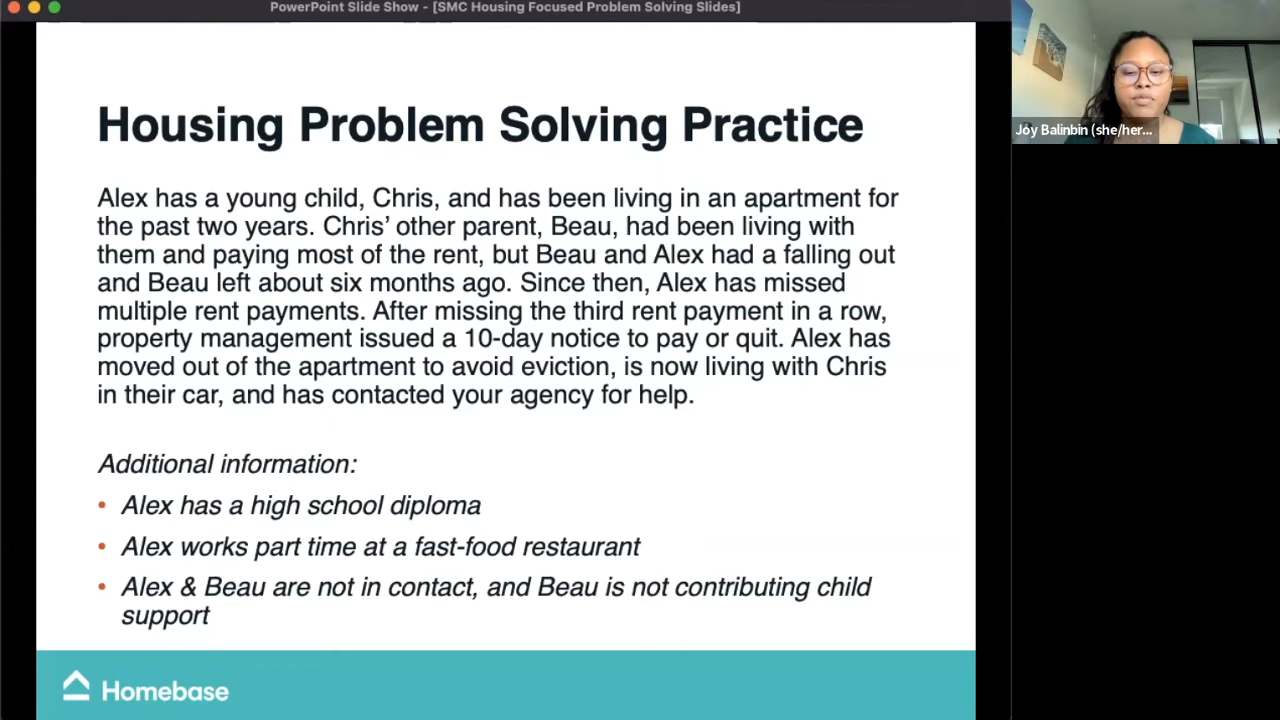 PowerPoint Slide Show - [SMC Housing Focused Problem Solving Slides]
Housing Problem Solving Practice
Alex has a young child, Chris, and has been living in an apartment for
the past two years. Chris’ other parent, Beau, had been living with
them and paying most of the rent, but Beau and Alex had a falling out
and Beau left about six months ago. Since then, Alex has missed
multiple rent payments. After missing the third rent payment in a row,
property management issued a 10-day notice to pay or quit. Alex has
moved out of the apartment to avoid eviction, is now living with Chris
in their car, and has contacted your agency for help.
Additional information:
• Alex has a high school diploma
• Alex works part time at a fast-food restaurant
• Alex & Beau are not in contact, and Beau is not contributing child
support
Homebase
Joy Balinbin (she/her...